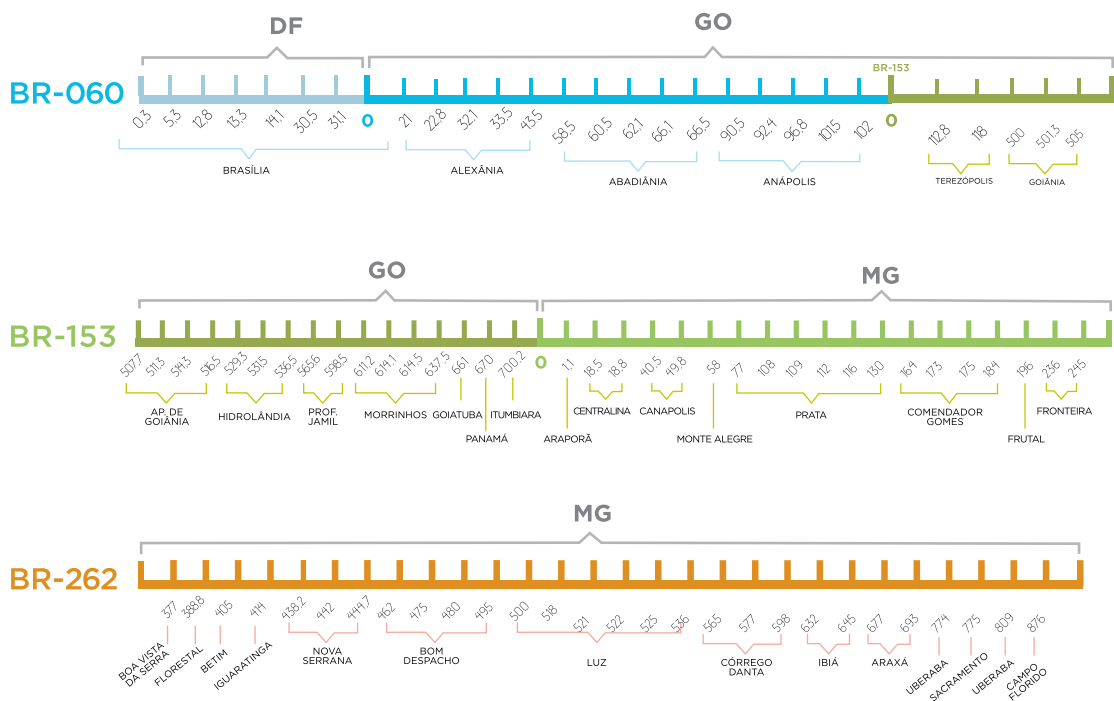 DF
GO
BR-153
BR-060
0.3 5.3 12.8 13.3 14.1 30.5 31.1 0 21 22.8 32.1 33.5 43.5 58.5 60.5 62.1 66.1 66.5 90.5 92.4 96.8 101.5 102 0 112,8 118 500 501.3 505
BRASÍLIA ALEXÂNIA ABADIÂNIA ANÁPOLIS TEREZÓPOLIS GOIÂNIA
GO
MG
BR-153
507.7 511.3 514.3 516.5 529.3 531.5 536.5 565.6 598.5 611.2 614.1 614.5 637.5 661 670 700.2 0 1.1 18.5 18.8 40.5 49.8 58 77 108 109 112 116 130 164 173 175 184 196 236 245
AP. DE
GOIÂNIA
HIDROLÂNDIA
PROF.
JAMIL
MORRINHOS GOIATUBA ITUMBIARA
PANAMÁ
ARAPORÃ
CENTRALINA CANAPOLIS
MONTE ALEGRE
PRATA
COMENDADOR
GOMES
FRUTAL
FRONTEIRA
MG
BR-262
377 388.8 405 414 438.2 442 444.7 462 475 480 495 500 518 521 522 525 536 565 577 598 632 645 677 693 774 775 809 876
BOA VISTA
DA SERRA
FLORESTAL
BETIM
IGUARATINGA
NOVA
SERRANA
BOM
DESPACHO
LUZ
CÓRREGO
DANTA
IBIÁ
ARAXÁ
UBERABA
SACRAMENTO
UBERABA
CAMPO
FLORIDO